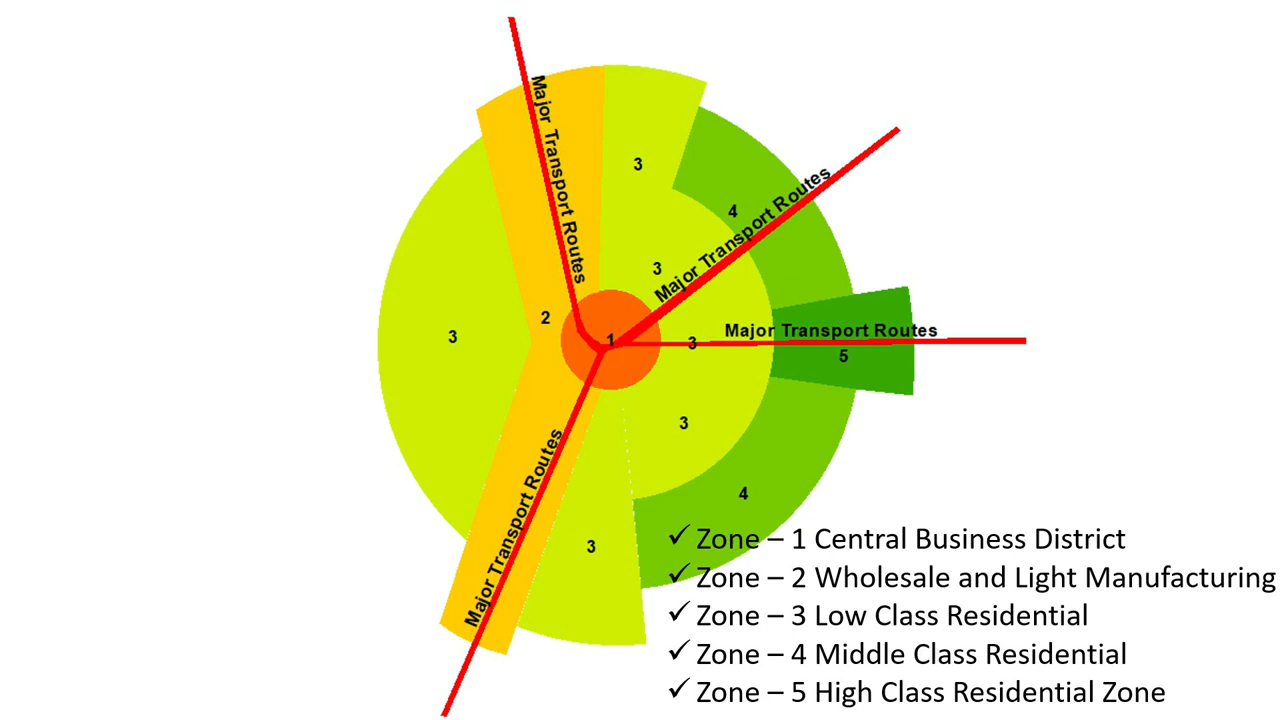 Major Transport Routes
3
4
Major Transport Routes
3
2
3
1
3
Major Transport Routes
5
3
4
Major Transport Routes
3
✓ Zone – 1 Central Business District
✓ Zone – 2 Wholesale and Light Manufacturing
✓ Zone – 3 Low Class Residential
✓ Zone – 4 Middle Class Residential
✓ Zone – 5 High Class Residential Zone